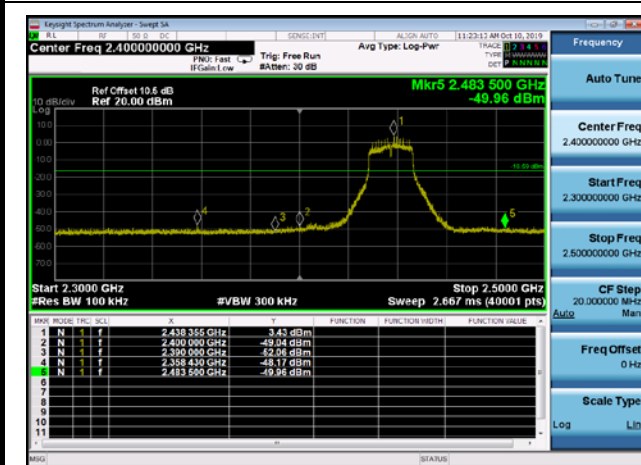 Keysight Spectrum Analyzer - Swept SA
RL RF 50 Ω DC SENSE:INT ALIGN AUTO 11:23:13 AM Oct 10, 2019
Center Freq 2.400000000 GHz
PNO: Fast
IFGain:Low
Trig: Free Run
#Atten: 30 dB
Avg Type: Log-Pwr
TRACE 1 2 3 4 5 6
TYPE
DET P N N N N N
Ref Offset 10.6 dB
Ref 20.00 dBm
10 dB/div
Log
Mkr5 2.483 500 GHz
-49.96 dBm
10.0
0.00
-10.0
-20.0
-30.0
-40.0
-50.0
-60.0
-70.0
1
2
3
4
5
Start 2.3000 GHz
Stop 2.5000 GHz
#Res BW 100 kHz
#VBW 300 kHz
Sweep 2.667 ms (40001 pts)
MKR MODE TRC SCL X Y FUNCTION FUNCTION WIDTH FUNCTION VALUE
1 N 1 f 2.438 355 GHz 3.43 dBm
2 N 1 f 2.400 000 GHz -49.04 dBm
3 N 1 f 2.390 000 GHz -52.06 dBm
4 N 1 f 2.358 430 GHz -48.17 dBm
5 N 1 f 2.483 500 GHz -49.96 dBm
6
7
8
9
10
11
MSG
STATUS
Frequency
Auto Tune
Center Freq
2.400000000 GHz
Start Freq
2.300000000 GHz
Stop Freq
2.500000000 GHz
CF Step
20.000000 MHz
Auto Man
Freq Offset
0 Hz
Scale Type
Log Lin